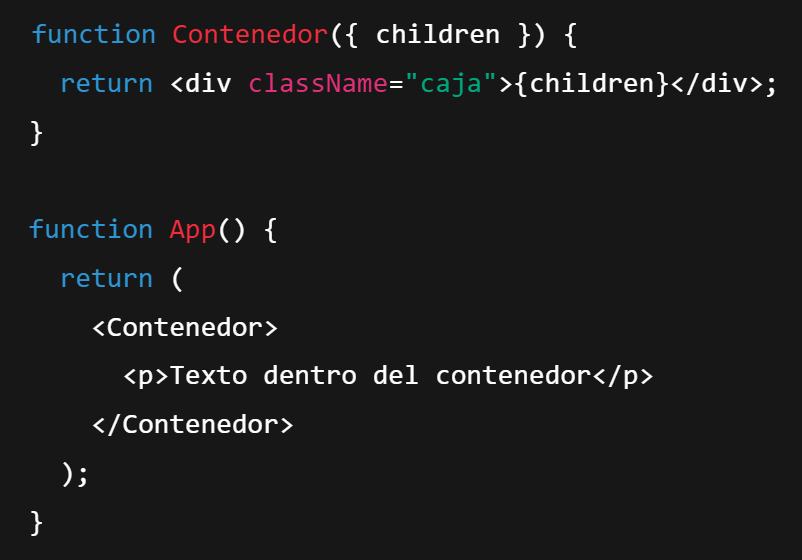 function Contenedor({ children }) {
  return <div className="caja">{children}</div>;
}

function App() {
  return (
    <Contenedor>
      <p>Texto dentro del contenedor</p>
    </Contenedor>
  );
}